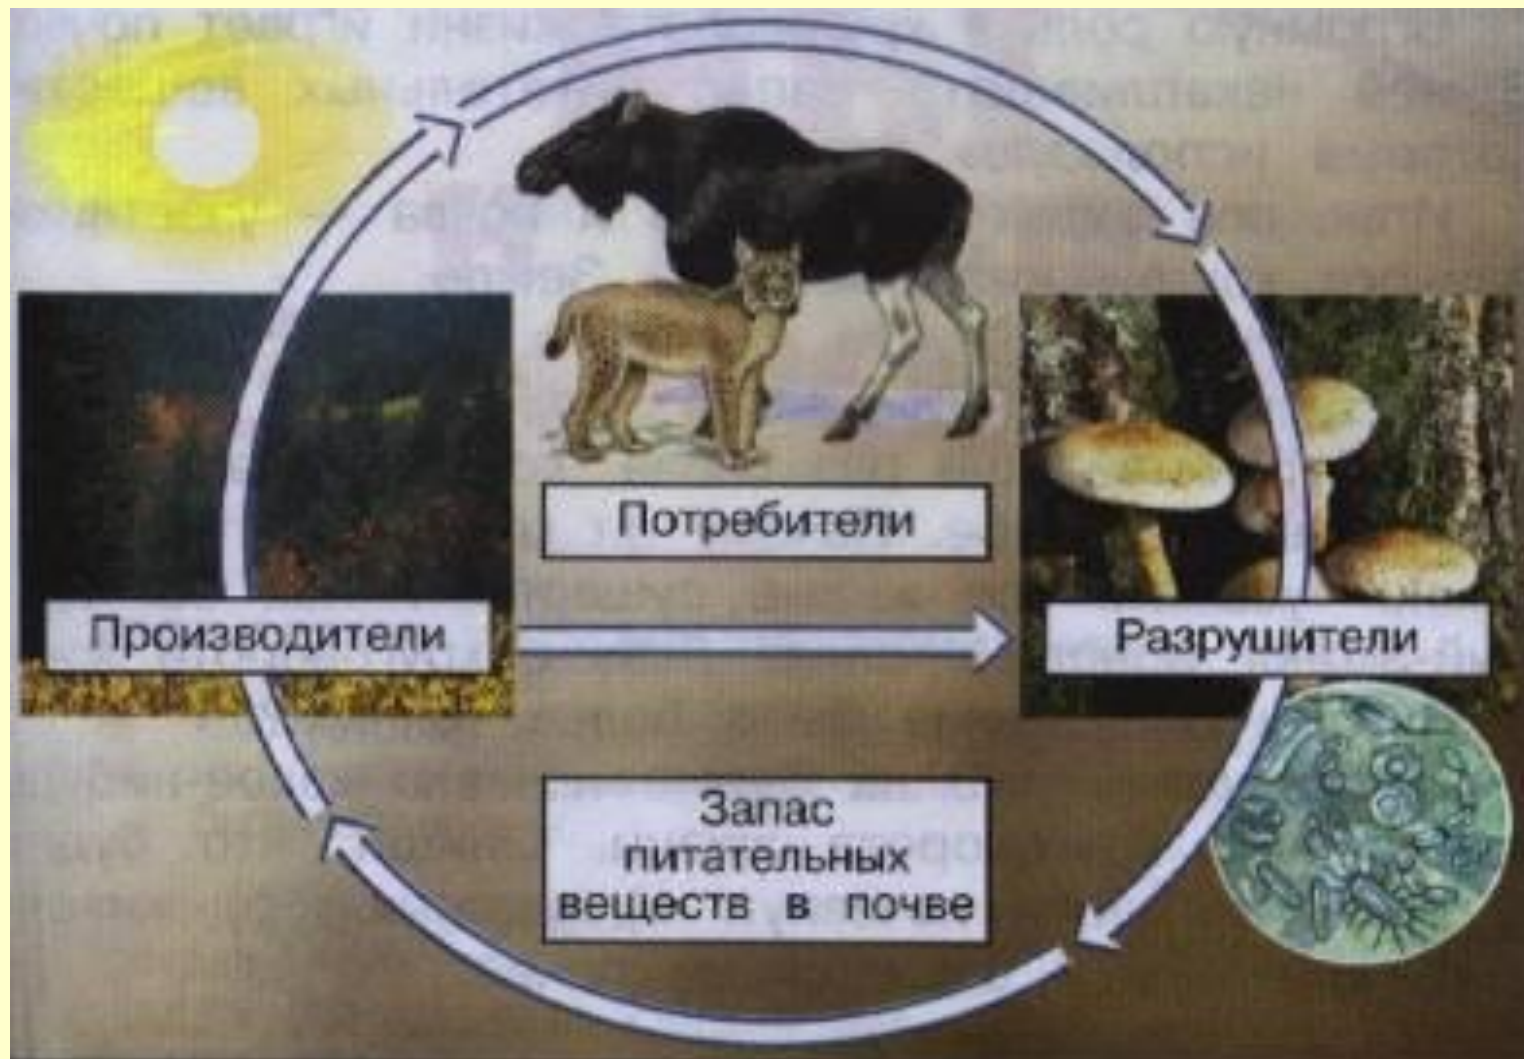 Потребители
Производители
Разрушители
Запас
питательных
веществ в почве